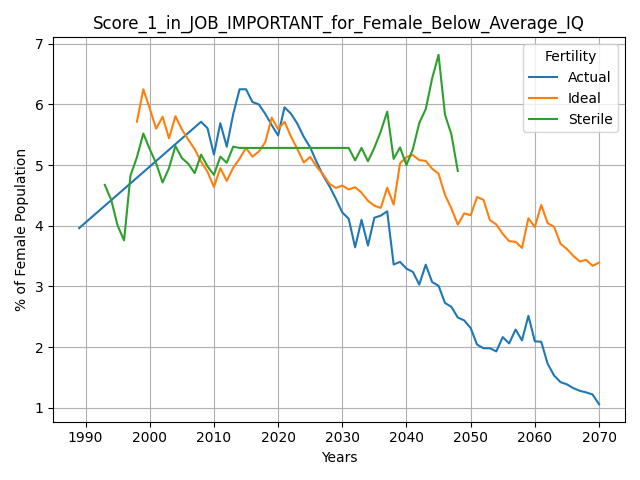 Score_1_in_JOB_IMPORTANT_for_Female_Below_Average_IQ
Fertility
Actual
Ideal
Sterile
% of Female Population
7
6
5
4
3
2
1
1990 2000 2010 2020 2030 2040 2050 2060 2070
Years